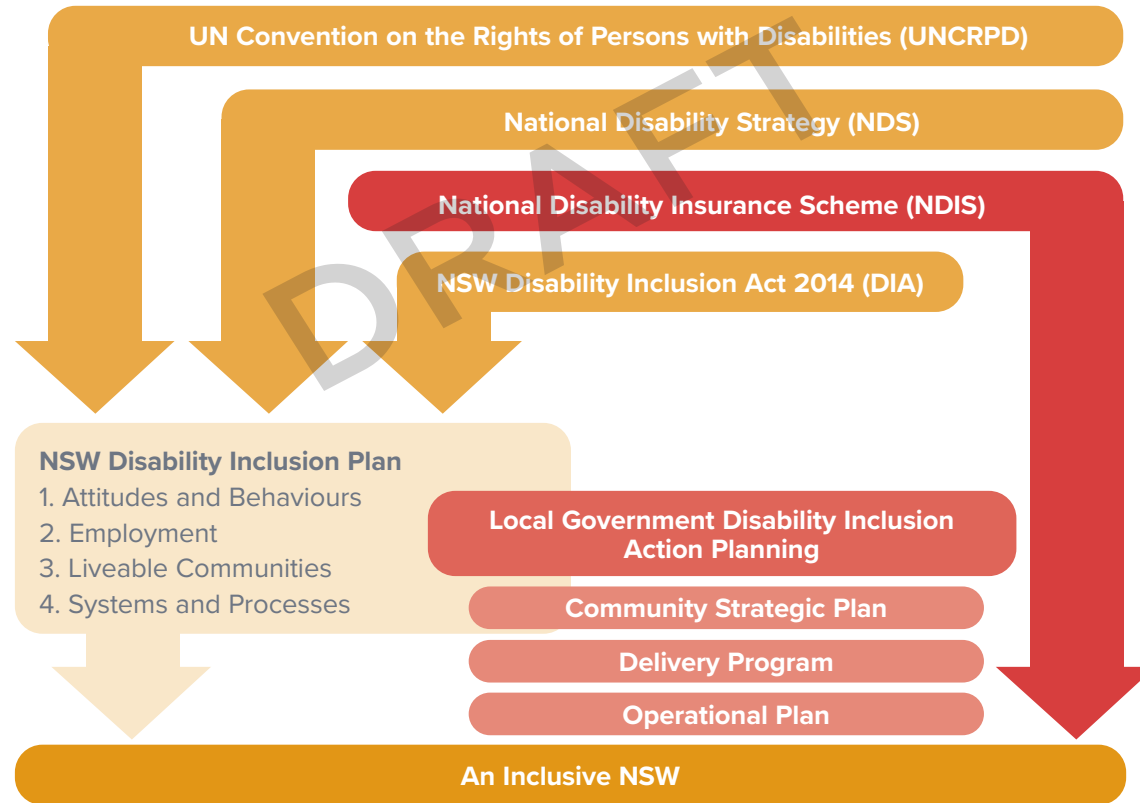 UN Convention on the Rights of Persons with Disabilities (UNCRPD)
National Disability Strategy (NDS)
National Disability Insurance Scheme (NDIS)
NSW Disability Inclusion Act 2014 (DIA)
DRAFT
NSW Disability Inclusion Plan
1. Attitudes and Behaviours
2. Employment
3. Liveable Communities
4. Systems and Processes
Local Government Disability Inclusion
Action Planning
Community Strategic Plan
Delivery Program
Operational Plan
An Inclusive NSW